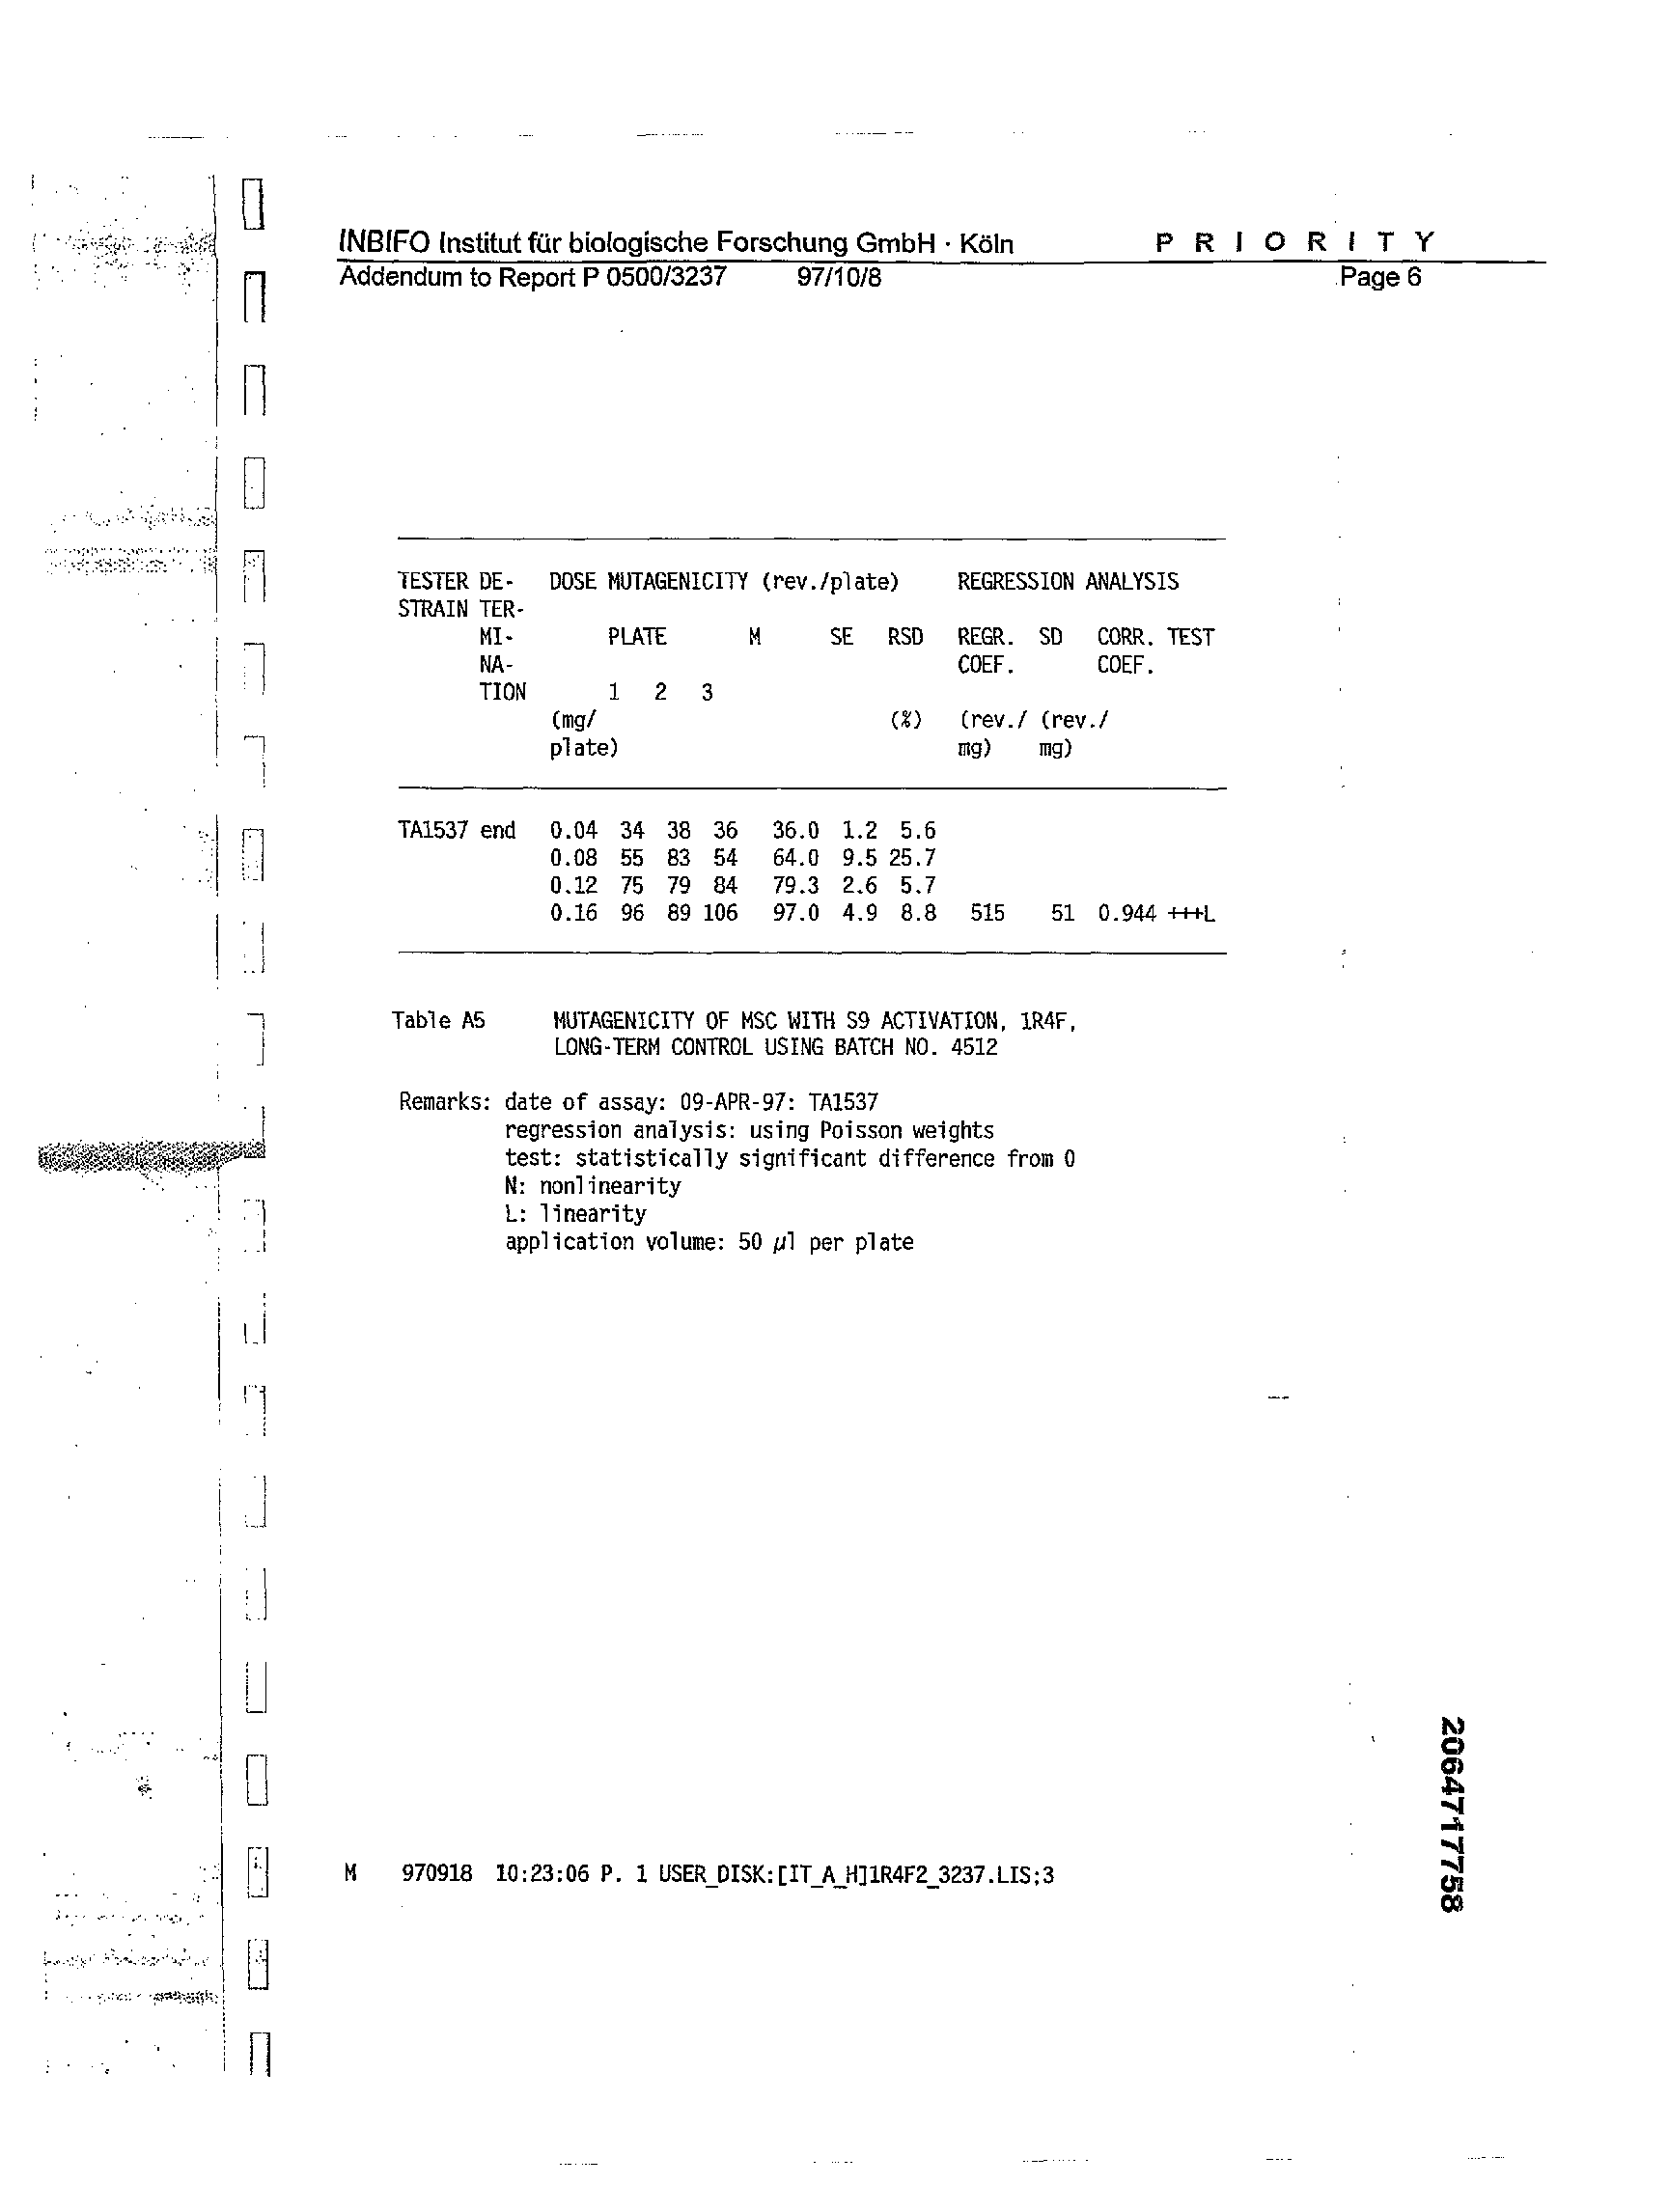 INBIFO Institut für biologische Forschung GmbH · Köln P R I O R I T Y
Addendum to Report P 0500/3237 97/10/8 Page 6
TESTER DE- DOSE MUTAGENICITY (rev./plate) REGRESSION ANALYSIS
STRAIN TER-
MI- PLATE M SE RSD REGR. SD CORR. TEST
NA- COEF. COEF.
TION 1 2 3
(mg/ (%) (rev./ (rev./
plate) mg) mg)
TA1537 end 0.04 34 38 36 36.0 1.2 5.6
0.08 55 83 54 64.0 9.5 25.7
0.12 75 79 84 79.3 2.6 5.7
0.16 96 89 106 97.0 4.9 8.8 515 51 0.944 +++L
Table A5 MUTAGENICITY OF MSC WITH S9 ACTIVATION, 1R4F,
LONG-TERM CONTROL USING BATCH NO. 4512
Remarks: date of assay: 09-APR-97: TA1537
regression analysis: using Poisson weights
test: statistically significant difference from 0
N: nonlinearity
L: linearity
application volume: 50 µl per plate
M 970918 10:23:06 P. 1 USER_DISK:[IT_A_H]1R4F2_3237.LIS;3
2064717758